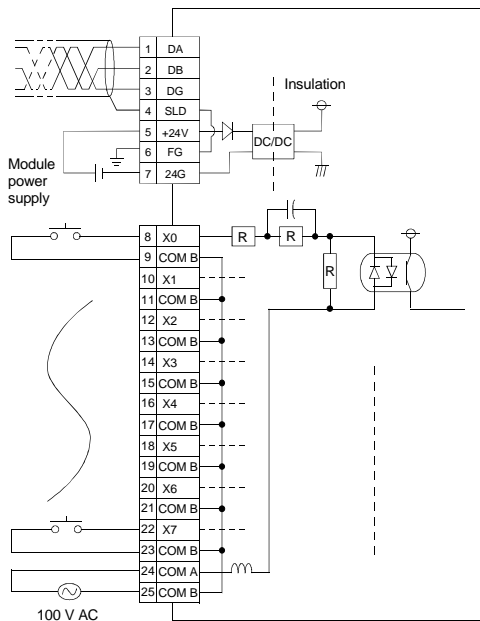 1 DA
2 DB
3 DG
4 SLD
5 +24V
6 FG
7 24G
Insulation
DC/DC
Module
power
supply
8 X0
R
R
R
9 COM B
10 X1
11 COM B
12 X2
13 COM B
14 X3
15 COM B
16 X4
17 COM B
18 X5
19 COM B
20 X6
21 COM B
22 X7
23 COM B
24 COM A
25 COM B
100 V AC